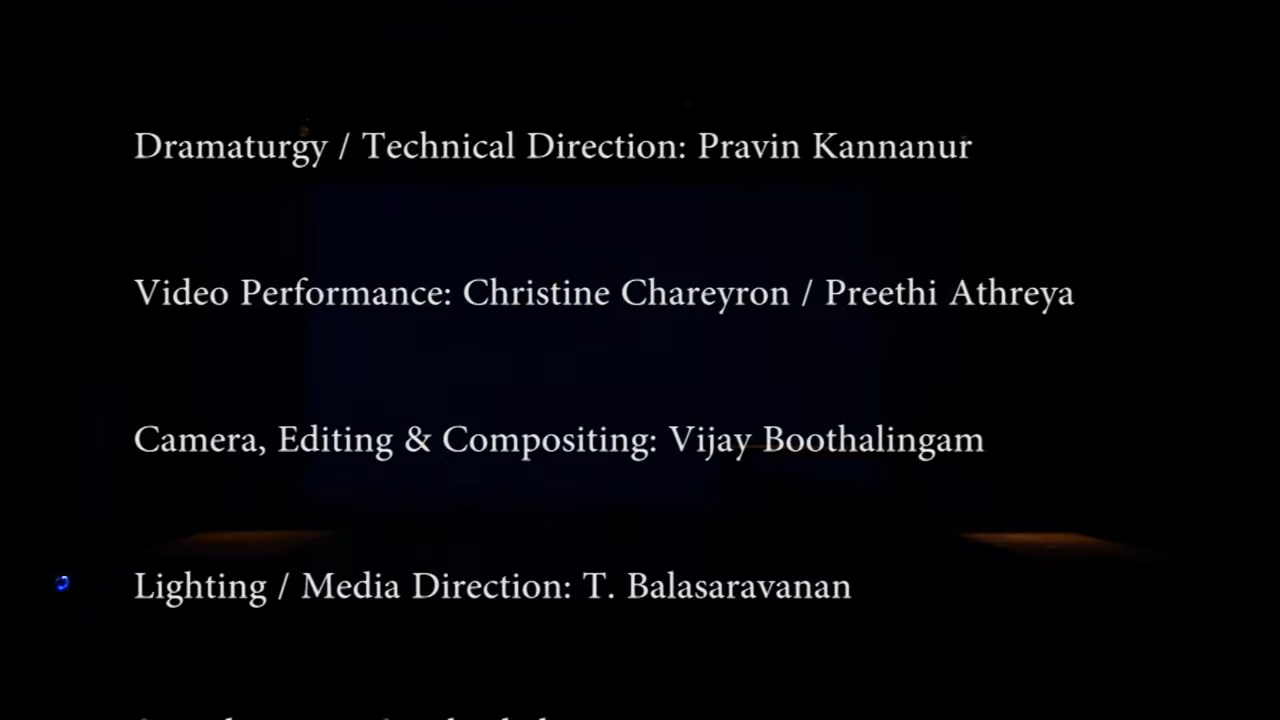 Dramaturgy / Technical Direction: Pravin Kannanur
Video Performance: Christine Chareyron / Preethi Athreya
Camera, Editing & Compositing: Vijay Boothalingam
Lighting / Media Direction: T. Balasaravanan